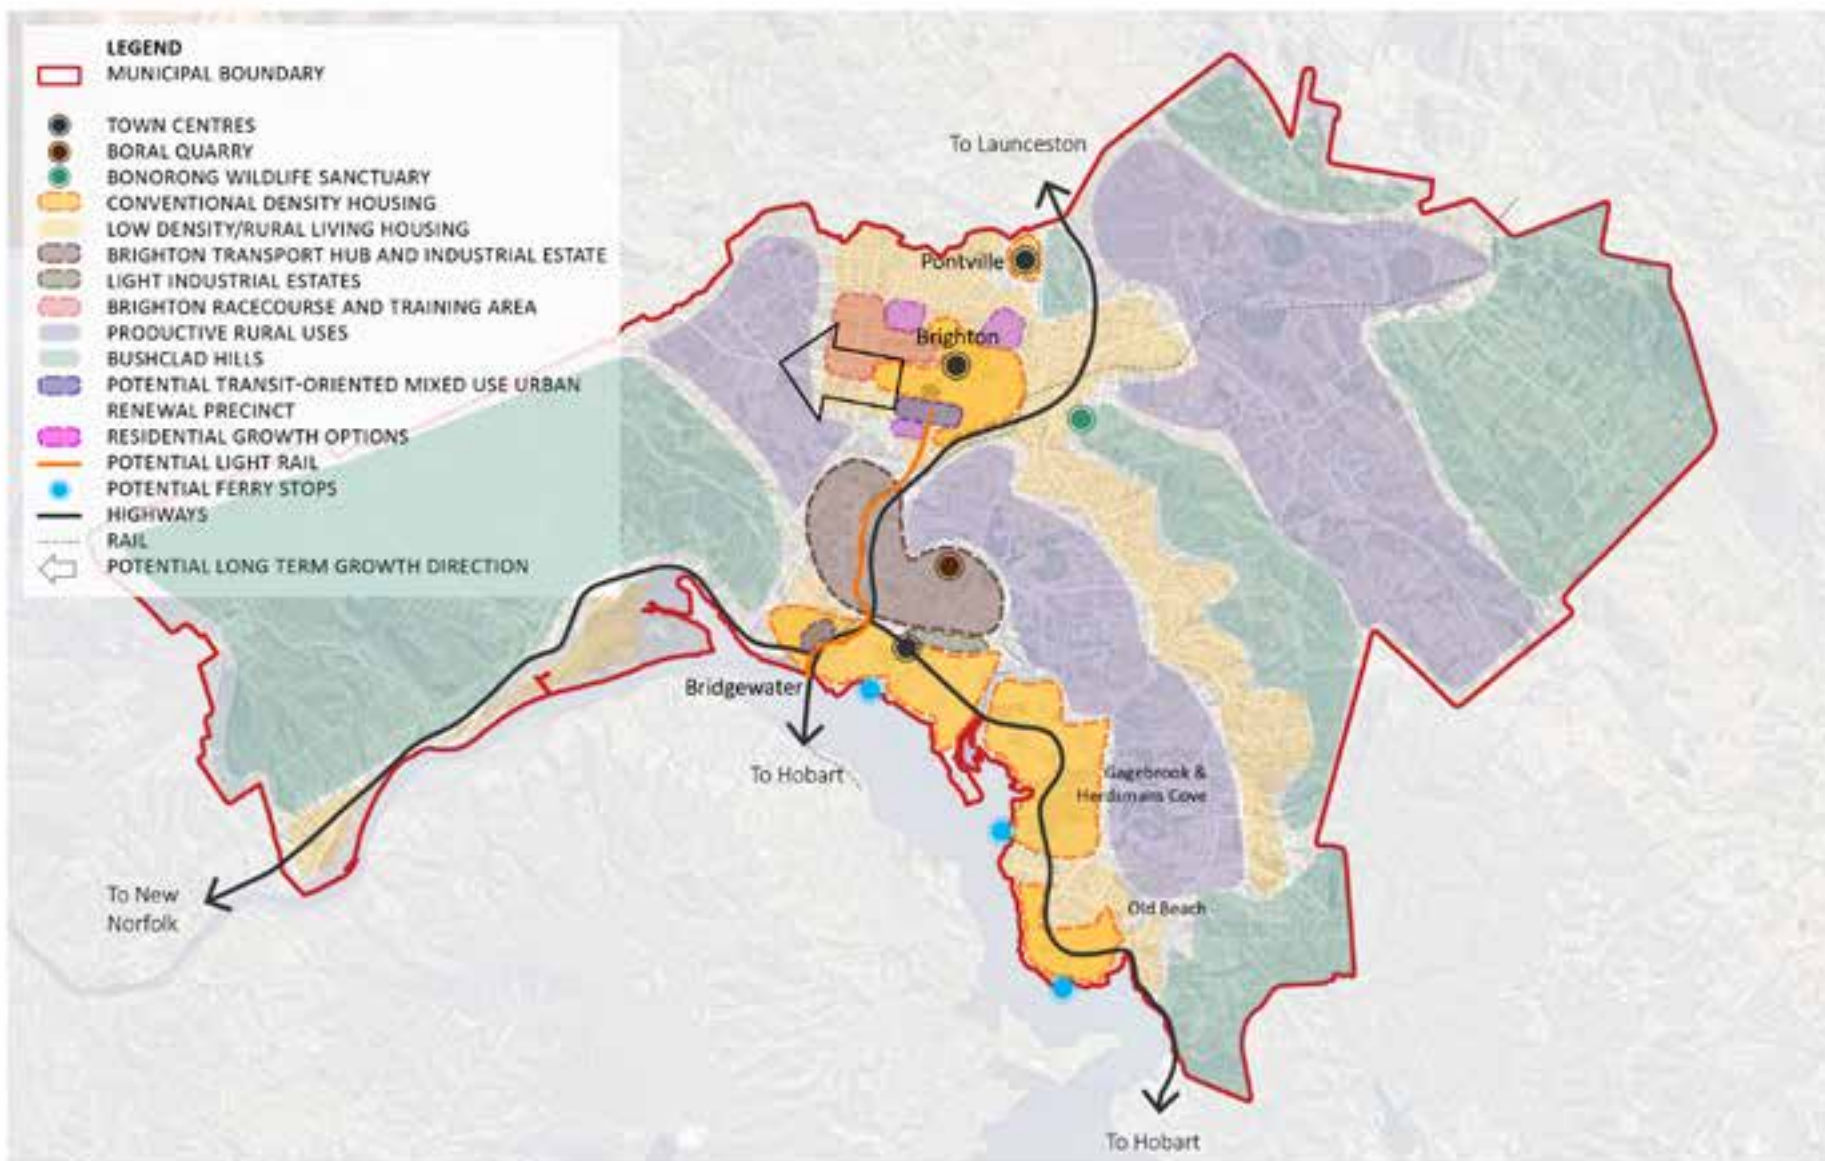 LEGEND
MUNICIPAL BOUNDARY
TOWN CENTRES
BORAL QUARRY
BONORONG WILDLIFE SANCTUARY
CONVENTIONAL DENSITY HOUSING
LOW DENSITY/RURAL LIVING HOUSING
BRIGHTON TRANSPORT HUB AND INDUSTRIAL ESTATE
LIGHT INDUSTRIAL ESTATES
BRIGHTON RACECOURSE AND TRAINING AREA
PRODUCTIVE RURAL USES
BUSHCLAD HILLS
POTENTIAL TRANSIT-ORIENTED MIXED USE URBAN
RENEWAL PRECINCT
RESIDENTIAL GROWTH OPTIONS
POTENTIAL LIGHT RAIL
POTENTIAL FERRY STOPS
HIGHWAYS
RAIL
POTENTIAL LONG TERM GROWTH DIRECTION
To Launceston
Pontville
Brighton
Bridgewater
To Hobart
Gagebrook &
Herdsmans Cove
To New
Norfolk
Old Beach
To Hobart